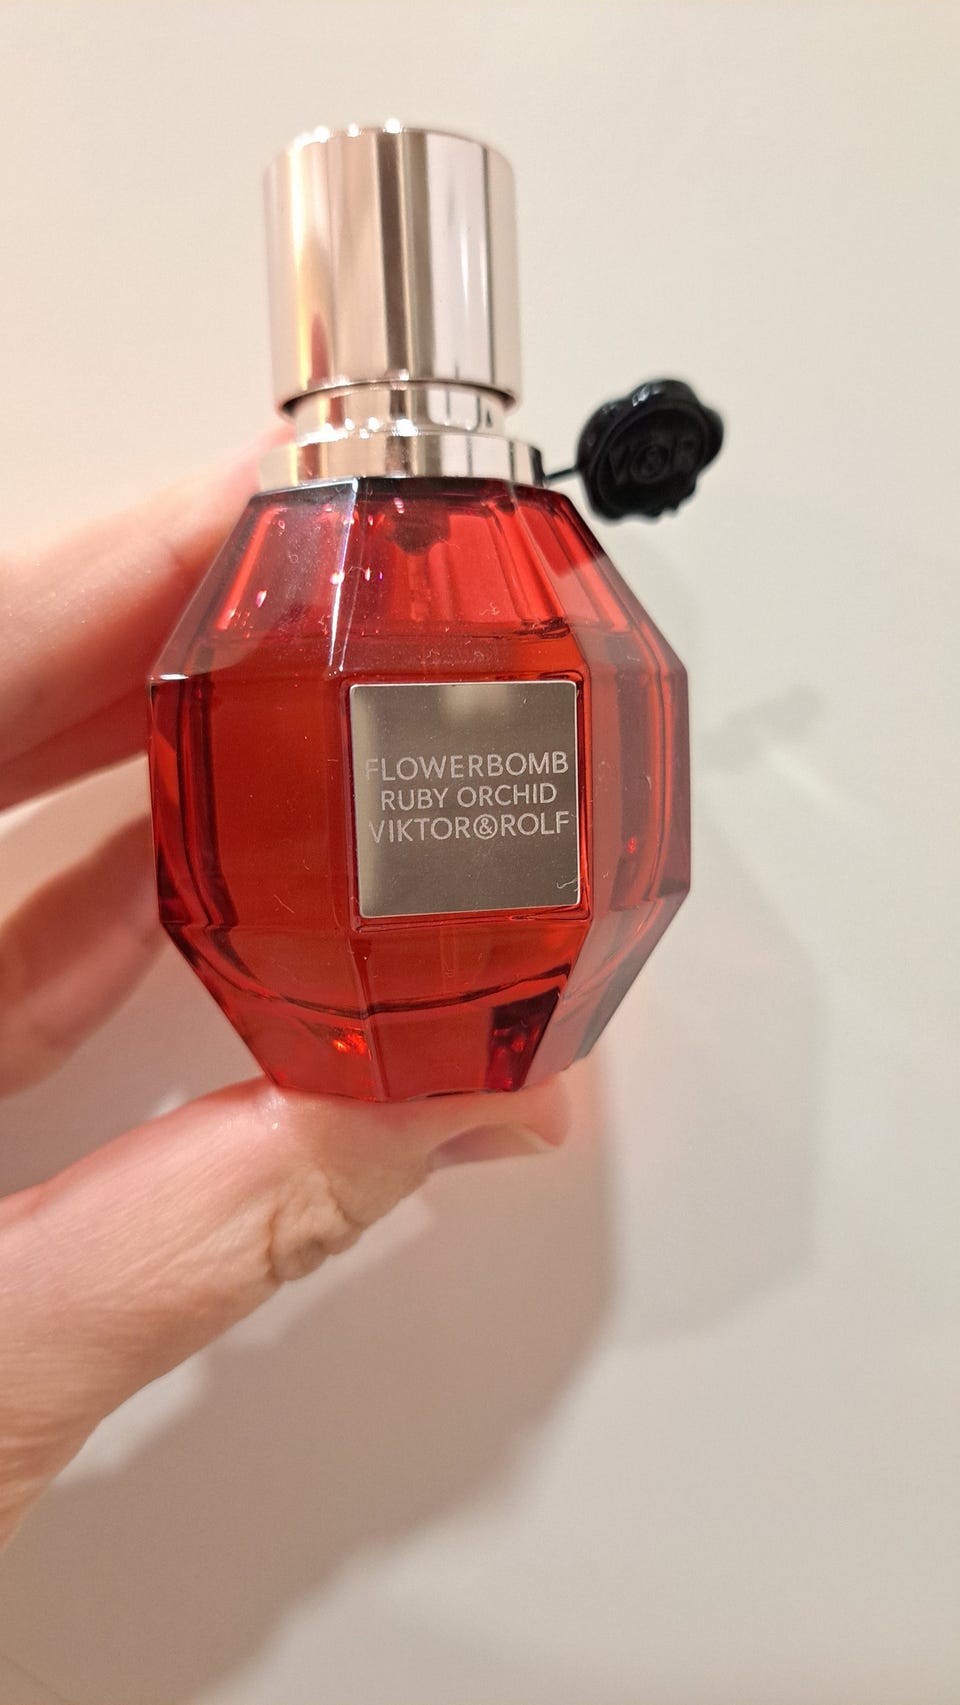 V&R
FLOWERBOMB
RUBY ORCHID
VIKTOR&ROLF